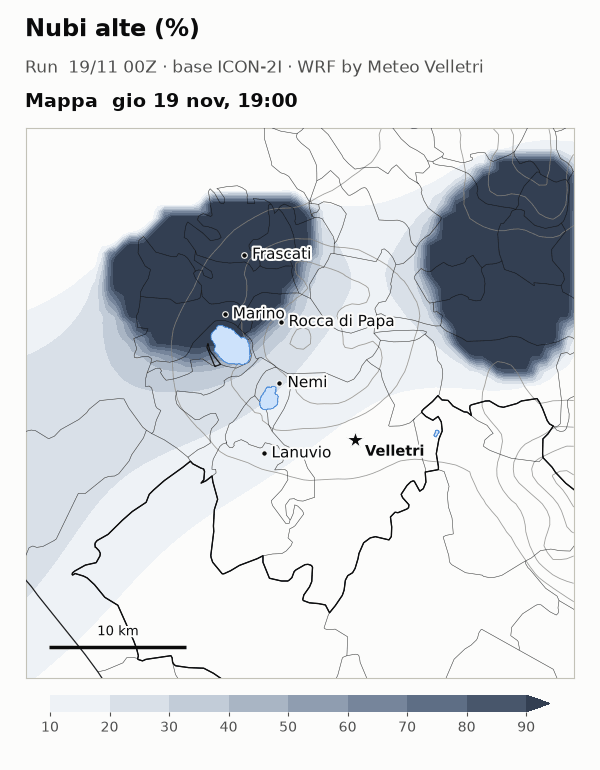 Nubi alte (%)
Run  19/11 00Z · base ICON-2I · WRF by Meteo Velletri
Mappa  gio 19 nov, 19:00
Frascati
Marino
Rocca di Papa
Nemi
Velletri
Lanuvio
10 km
10 20 30 40 50 60 70 80 90